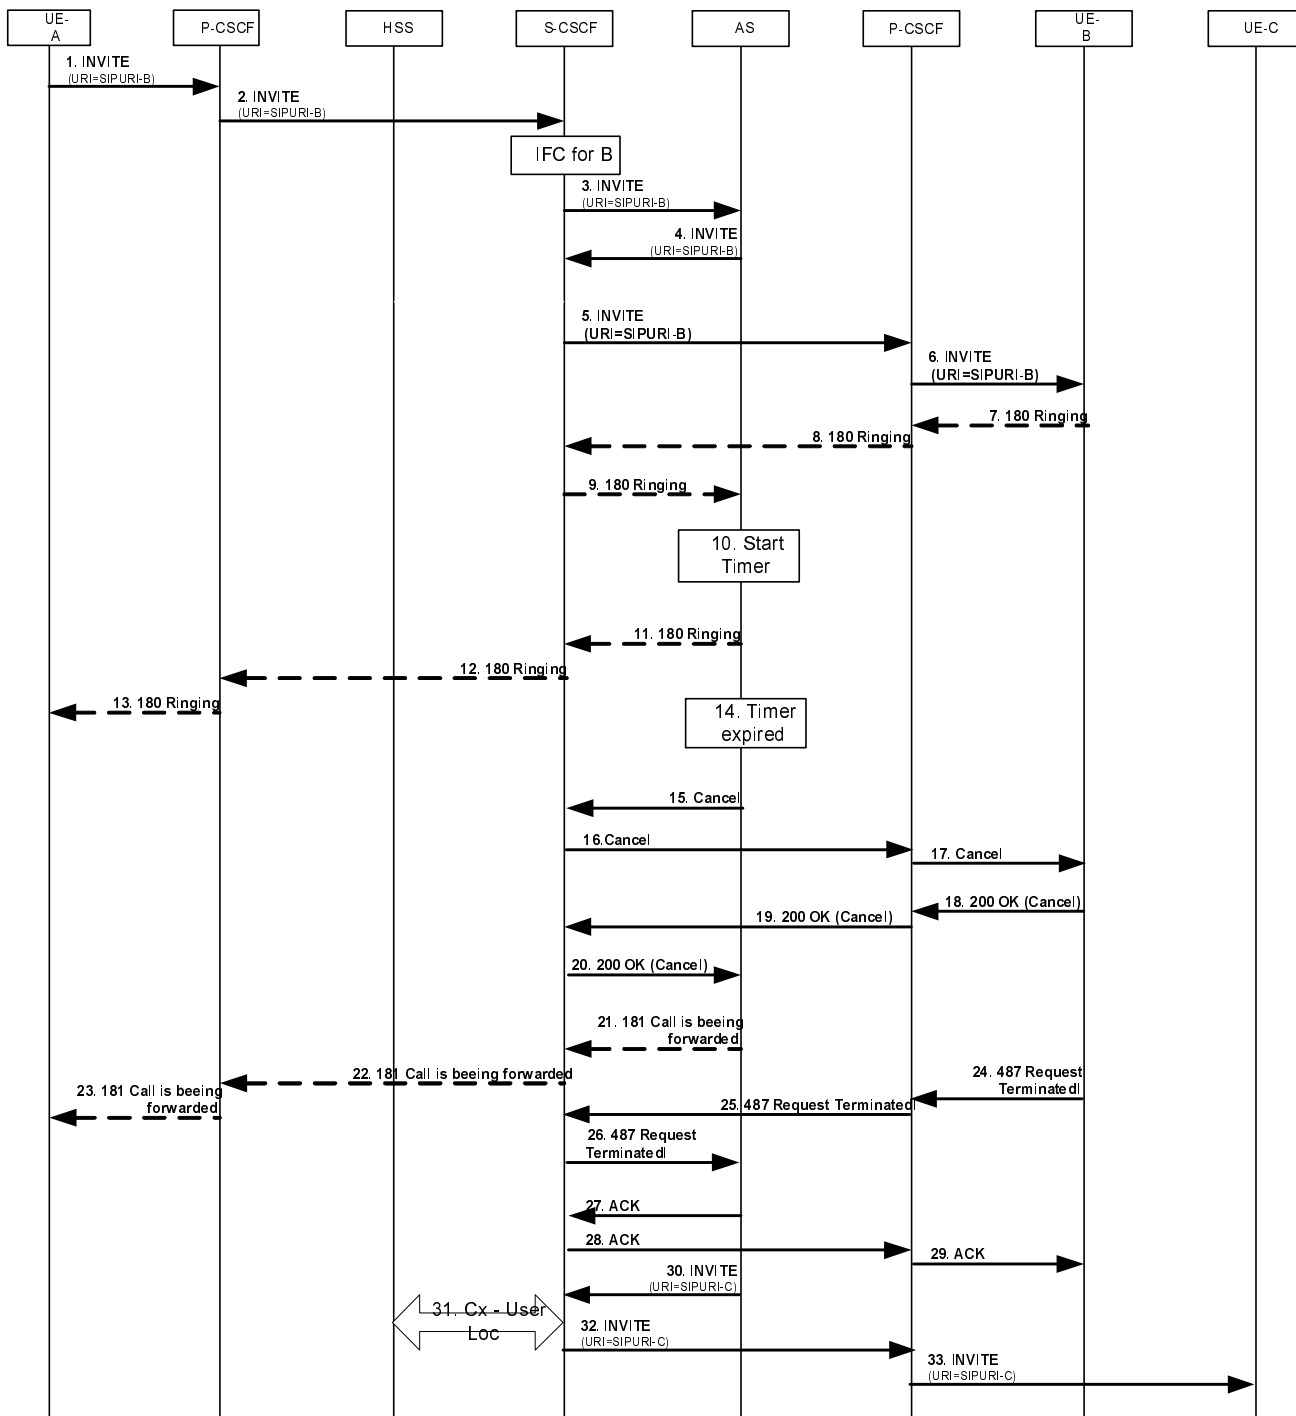 UE-
A
P-CSCF
HSS
S-CSCF
AS
P-CSCF
UE-
B
UE-C
1. INVITE
(URI=SIPURI-B)
2. INVITE
(URI=SIPURI-B)
IFC for B
3. INVITE
(URI=SIPURI-B)
4. INVITE
(URI=SIPURI-B)
5. INVITE
(URI=SIPURI-B)
6. INVITE
(URI=SIPURI-B)
7. 180 Ringing
8. 180 Ringing
9. 180 Ringing
10. Start
Timer
11. 180 Ringing
12. 180 Ringing
13. 180 Ringing
14. Timer
expired
15. Cancel
16.Cancel
17. Cancel
18. 200 OK (Cancel)
19. 200 OK (Cancel)
20. 200 OK (Cancel)
21. 181 Call is beeing
forwarded
22. 181 Call is beeing forwarded
23. 181 Call is beeing
forwarded
24. 487 Request
Terminated
25. 487 Request Terminated
26. 487 Request
Terminated
27. ACK
28. ACK
29. ACK
30. INVITE
(URI=SIPURI-C)
31. Cx - User
Loc
32. INVITE
(URI=SIPURI-C)
33. INVITE
(URI=SIPURI-C)